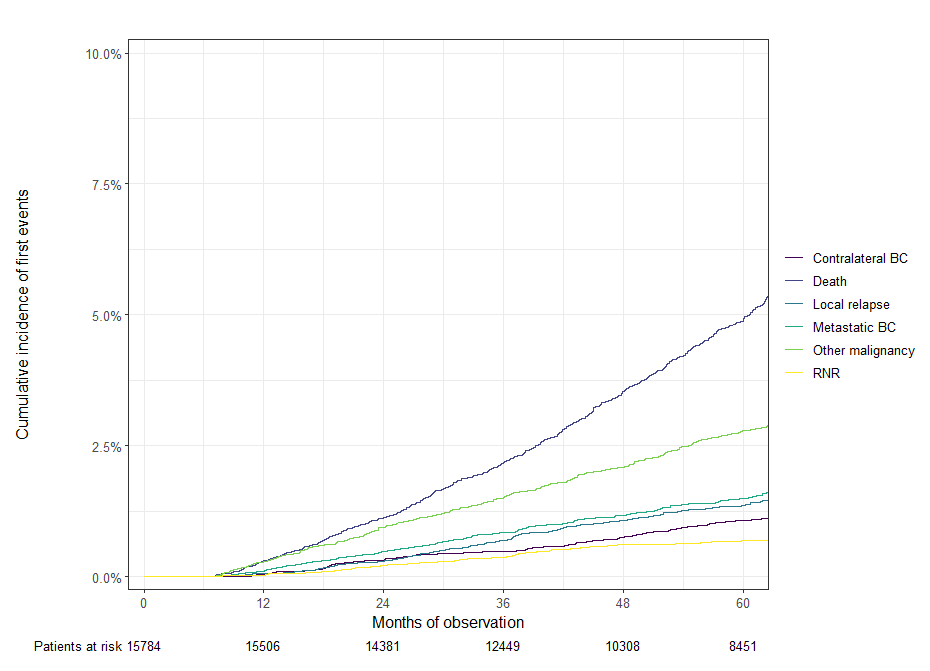 10.0%
7.5%
5.0%
2.5%
0.0%
Cumulative incidence of first events
0 12 24 36 48 60
Months of observation
Patients at risk 15784 15506 14381 12449 10308 8451
Contralateral BC
Death
Local relapse
Metastatic BC
Other malignancy
RNR